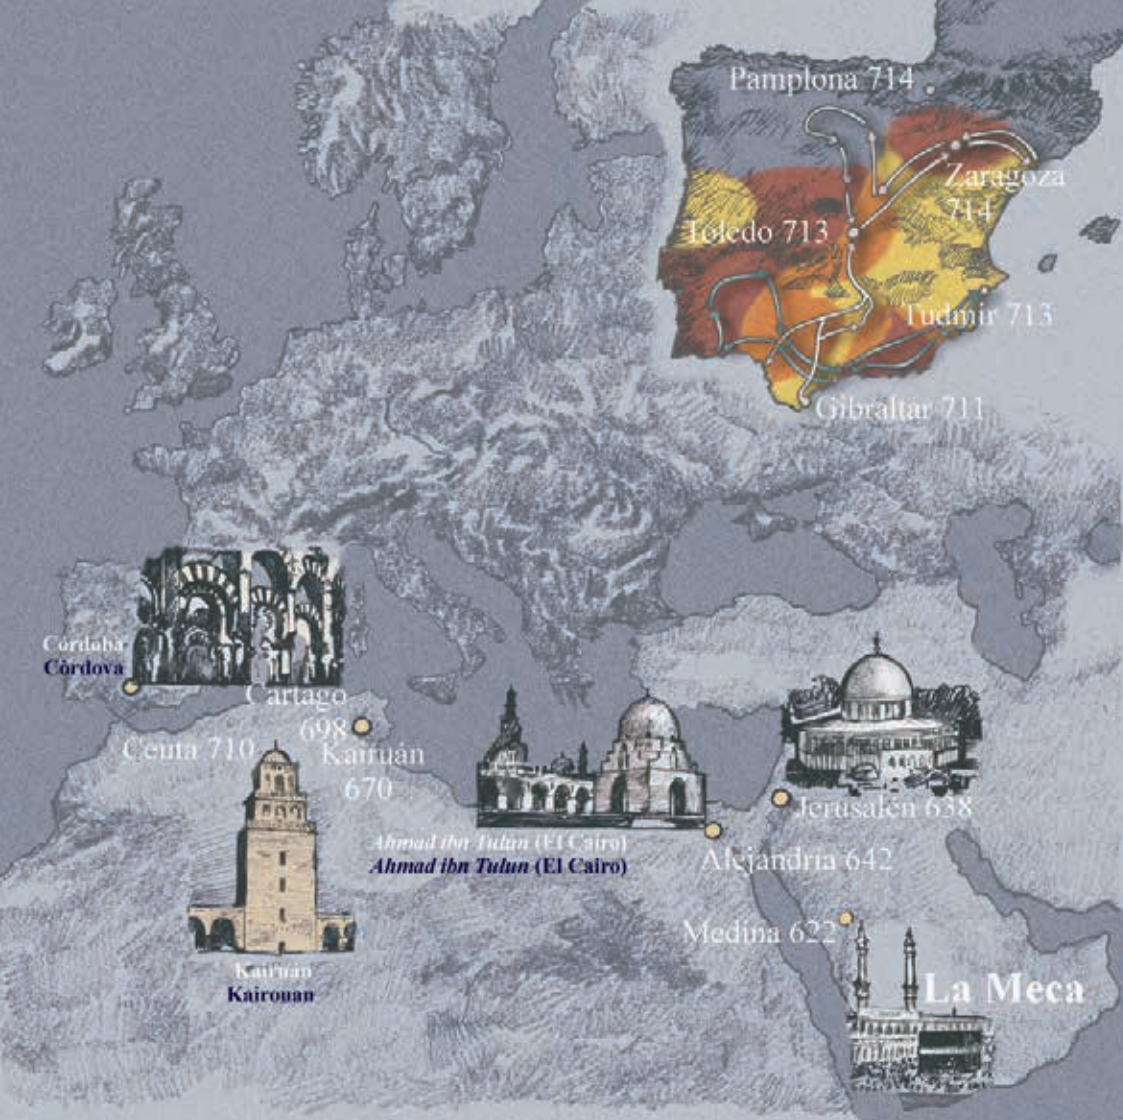 Pamplona 714
Zaragoza
714
Toledo 713
Tudmir 713
Gibraltar 711
Córdoba
Còrdova
Cartago
698
Ceuta 710
Kairuán
670
Jerusalén 638
Ahmad ibn Tulun (El Cairo)
Ahmad ibn Tulun (El Cairo)
Alejandría 642
Medina 622
La Meca
Kairuán
Kairouan